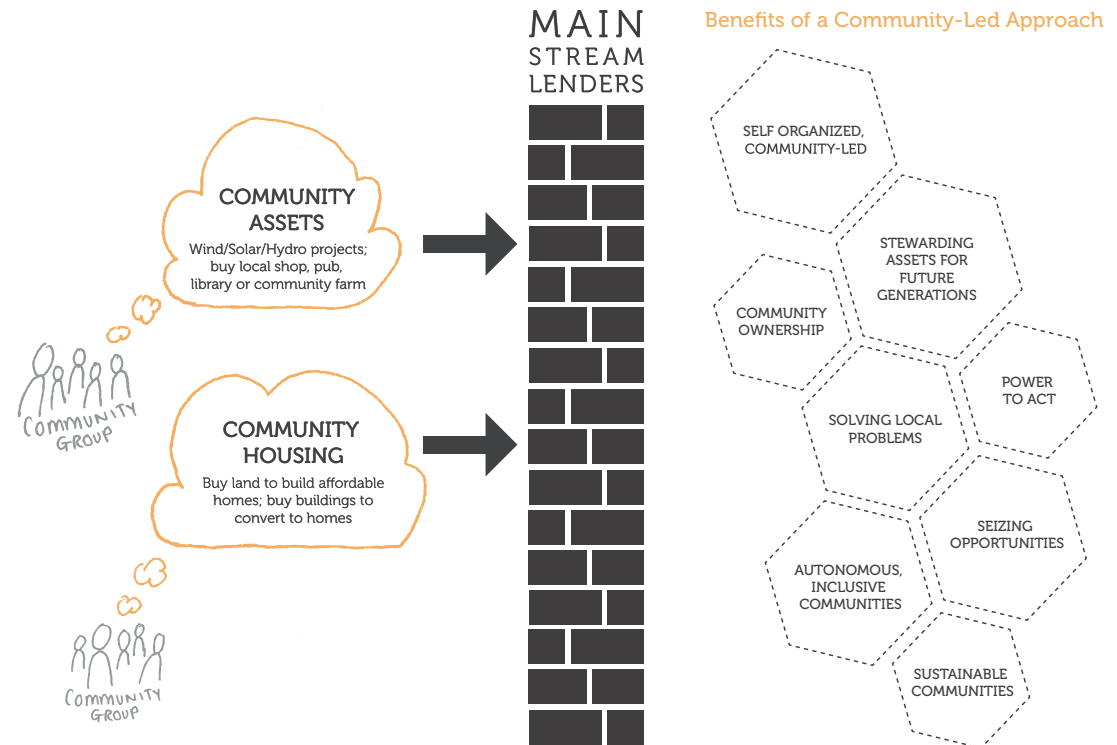 MAIN
STREAM
LENDERS
Benefits of a Community-Led Approach
COMMUNITY
ASSETS
Wind/Solar/Hydro projects;
buy local shop, pub,
library or community farm
COMMUNITY
GROUP
COMMUNITY
HOUSING
Buy land to build affordable
homes; buy buildings to
convert to homes
COMMUNITY
GROUP
SELF ORGANIZED,
COMMUNITY-LED
STEWARDING
ASSETS FOR
FUTURE
GENERATIONS
COMMUNITY
OWNERSHIP
POWER
TO ACT
SOLVING LOCAL
PROBLEMS
SEIZING
OPPORTUNITIES
AUTONOMOUS,
INCLUSIVE
COMMUNITIES
SUSTAINABLE
COMMUNITIES